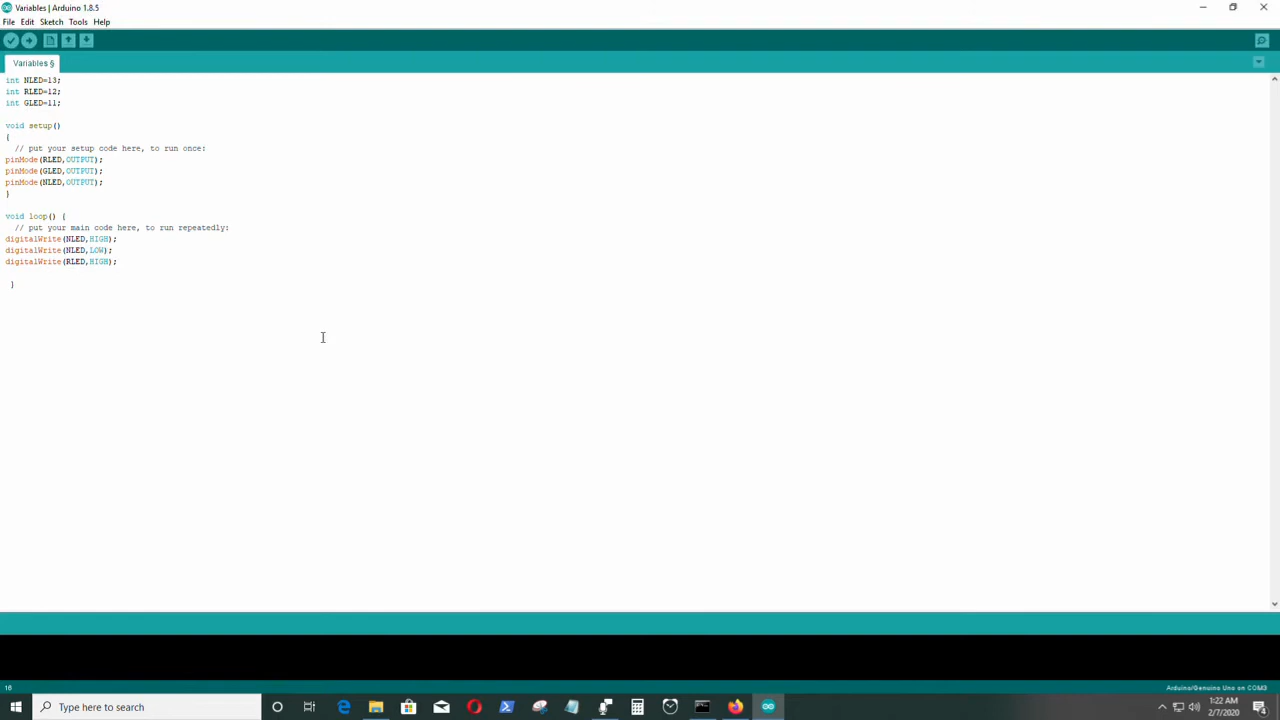 Variables | Arduino 1.8.5
File Edit Sketch Tools Help
Variables §
int NLED=13;
int RLED=12;
int GLED=11;
void setup()
{
// put your setup code here, to run once:
pinMode(RLED,OUTPUT);
pinMode(GLED,OUTPUT);
pinMode(NLED,OUTPUT);
}
void loop() {
// put your main code here, to run repeatedly:
digitalWrite(NLED,HIGH);
digitalWrite(NLED,LOW);
digitalWrite(RLED,HIGH);
}
16
Arduino/Genuino Uno on COM3
Type here to search
1:22 AM
2/7/2020
4